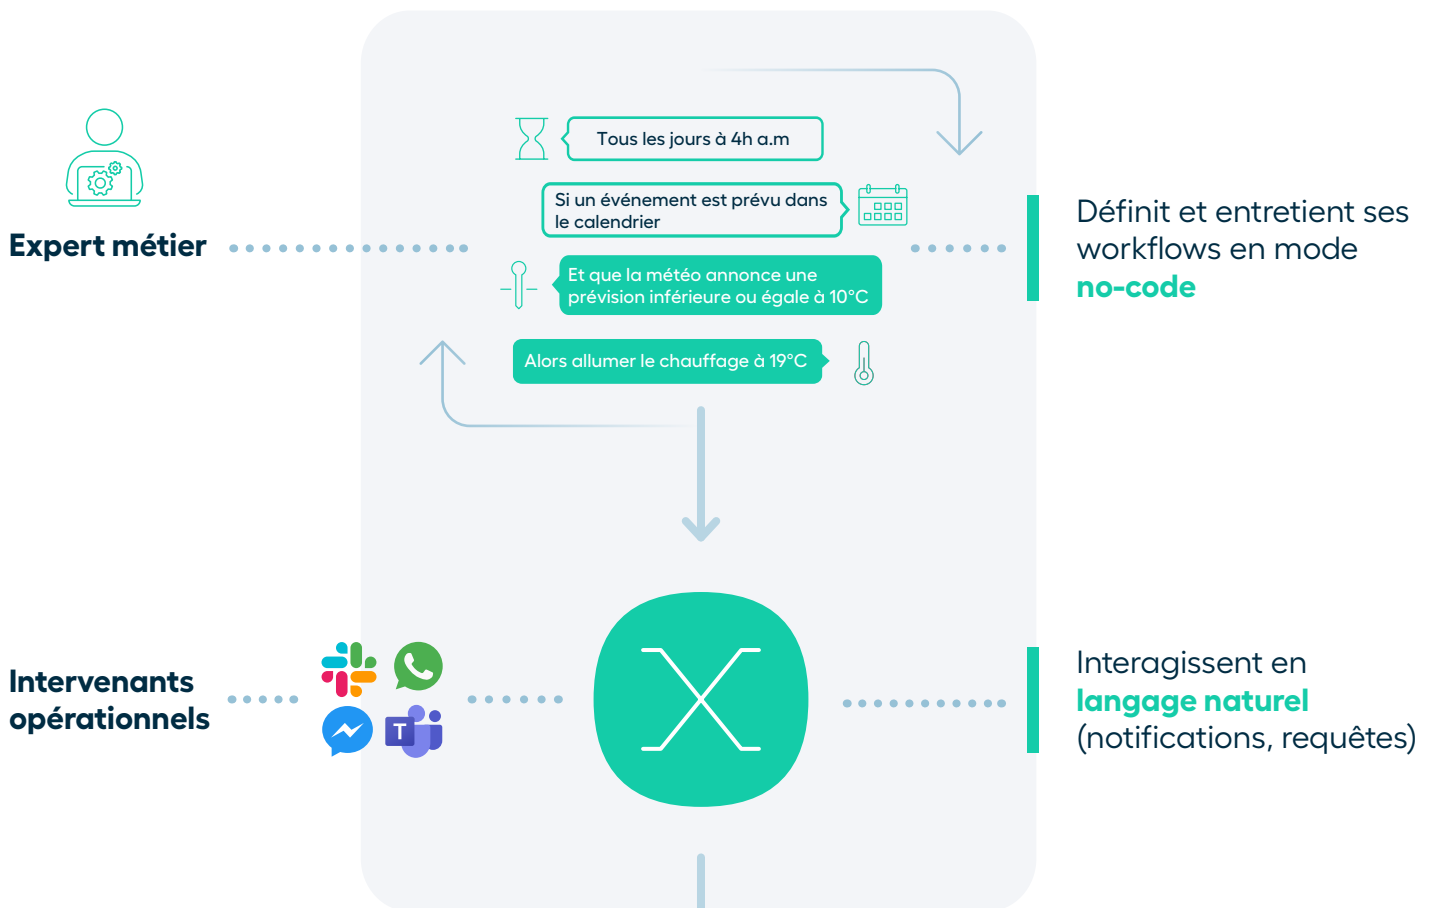 Tous les jours à 4h a.m
Si un événement est prévu dans
le calendrier
Expert métier
Et que la météo annonce une
prévision inférieure ou égale à 10°C
Alors allumer le chauffage à 19°C
Définit et entretient ses
workflows en mode
no-code
Intervenants
opérationnels
T
Interagissent en
langage naturel
(notifications, requêtes)